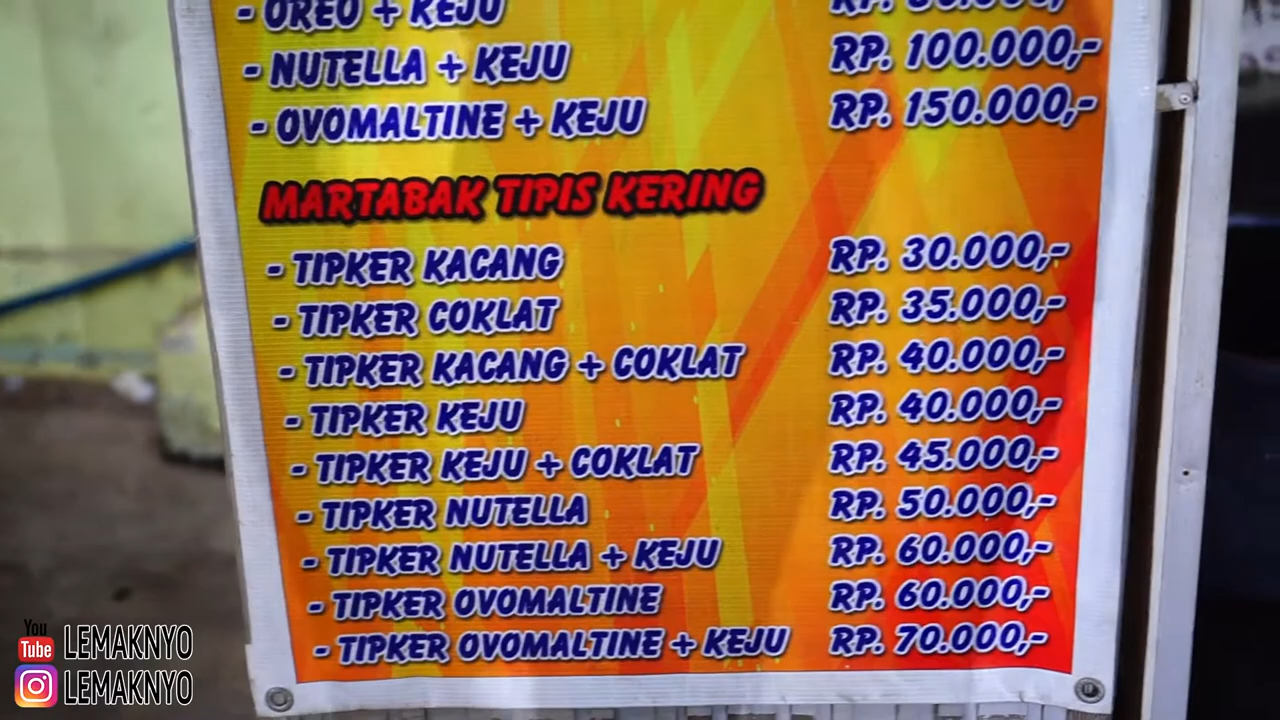 - OREO + KEJU
- NUTELLA + KEJU RP. 100.000,-
- OVOMALTINE + KEJU RP. 150.000,-
MARTABAK TIPIS KERING
- TIPKER KACANG RP. 30.000,-
- TIPKER COKLAT RP. 35.000,-
- TIPKER KACANG + COKLAT RP. 40.000,-
- TIPKER KEJU RP. 40.000,-
- TIPKER KEJU + COKLAT RP. 45.000,-
- TIPKER NUTELLA RP. 50.000,-
- TIPKER NUTELLA + KEJU RP. 60.000,-
- TIPKER OVOMALTINE RP. 60.000,-
- TIPKER OVOMALTINE + KEJU RP. 70.000,-
You Tube LEMAKNYO
LEMAKNYO